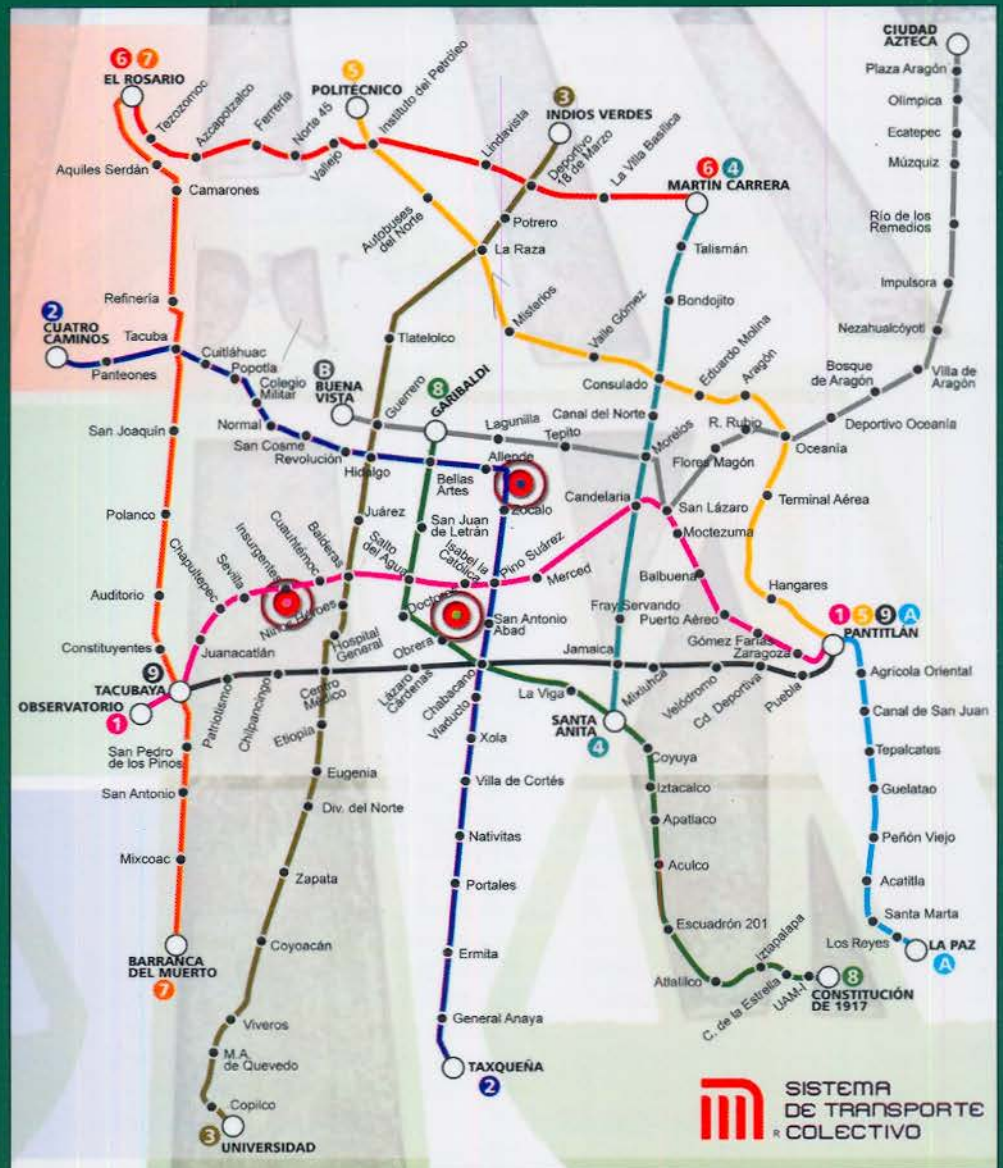 6 7
EL ROSARIO
Tezozomoc
Azcapotzalco
Ferrería
Norte 45
Vallejo
5
POLITÉCNICO
Instituto del Petróleo
Lindavista
3
INDIOS VERDES
Deportivo
18 de Marzo
La Villa Basílica
6 4
MARTÍN CARRERA
CIUDAD
AZTECA
Plaza Aragón
Olimpica
Ecatepec
Múzquiz
Río de los
Remedios
Impulsora
Nezahualcóyotl
Villa de
Aragón
Bosque
de Aragón
Deportivo Oceanía
Oceanía
R. Rubio
Flores Magón
San Lázaro
Morelos
Tepito
Lagunilla
8
GARIBALDI
Guerrero
B
BUENA
VISTA
Aquiles Serdán
Camarones
Refinería
Tacuba
San Joaquín
Polanco
Auditorio
Constituyentes
9
TACUBAYA
San Pedro
de los Pinos
San Antonio
Mixcoac
BARRANCA
DEL MUERTO
7
2
CUATRO
CAMINOS
Panteones
Cuitláhuac
Popotla
Colegio
Militar
Normal
San Cosme
Revolución
Hidalgo
Bellas
Artes
Allende
Zócalo
Pino Suárez
San Antonio
Abad
Chabacano
Viaducto
Xola
Villa de Cortés
Nativitas
Portales
Ermita
General Anaya
TAXQUEÑA
2
Autobuses
del Norte
Potrero
La Raza
Tlatelolco
Misterios
Valle Gómez
Consulado
Eduardo Molina
Aragón
Terminal Aérea
Hangares
1 5 9 A
PANTITLÁN
Talismán
Bondojito
Canal del Norte
Candelaria
Fray Servando
Jamaica
SANTA
ANITA
4
OBSERVATORIO
1
Juanacatlán
Chapultepec
Sevilla
Insurgentes
Cuauhtémoc
Balderas
Salto
del Agua
Isabel la
Católica
Merced
Moctezuma
Balbuena
Puerto Aéreo
Gómez Farías
Zaragoza
Juárez
Niños Héroes
Hospital
General
Centro
Médico
Etiopia
Eugenia
Div. del Norte
Zapata
Coyoacán
Viveros
M.A.
de Quevedo
Copilco
3
UNIVERSIDAD
San Juan
de Letrán
Doctores
Obrera
La Viga
Coyuya
Iztacalco
Apatlaco
Aculco
Escuadrón 201
Atlatilco
Iztapalapa
C. de la Estrella
UAM-I
8
CONSTITUCIÓN
DE 1917
Patriotismo
Chilpancingo
Lázaro
Cárdenas
Mixiuhca
Velódromo
Cd. Deportiva
Puebla
Agrícola Oriental
Canal de San Juan
Tepalcates
Guelatao
Peñón Viejo
Acatitla
Santa Marta
Los Reyes
LA PAZ
A
SISTEMA
DE TRANSPORTE
R COLECTIVO